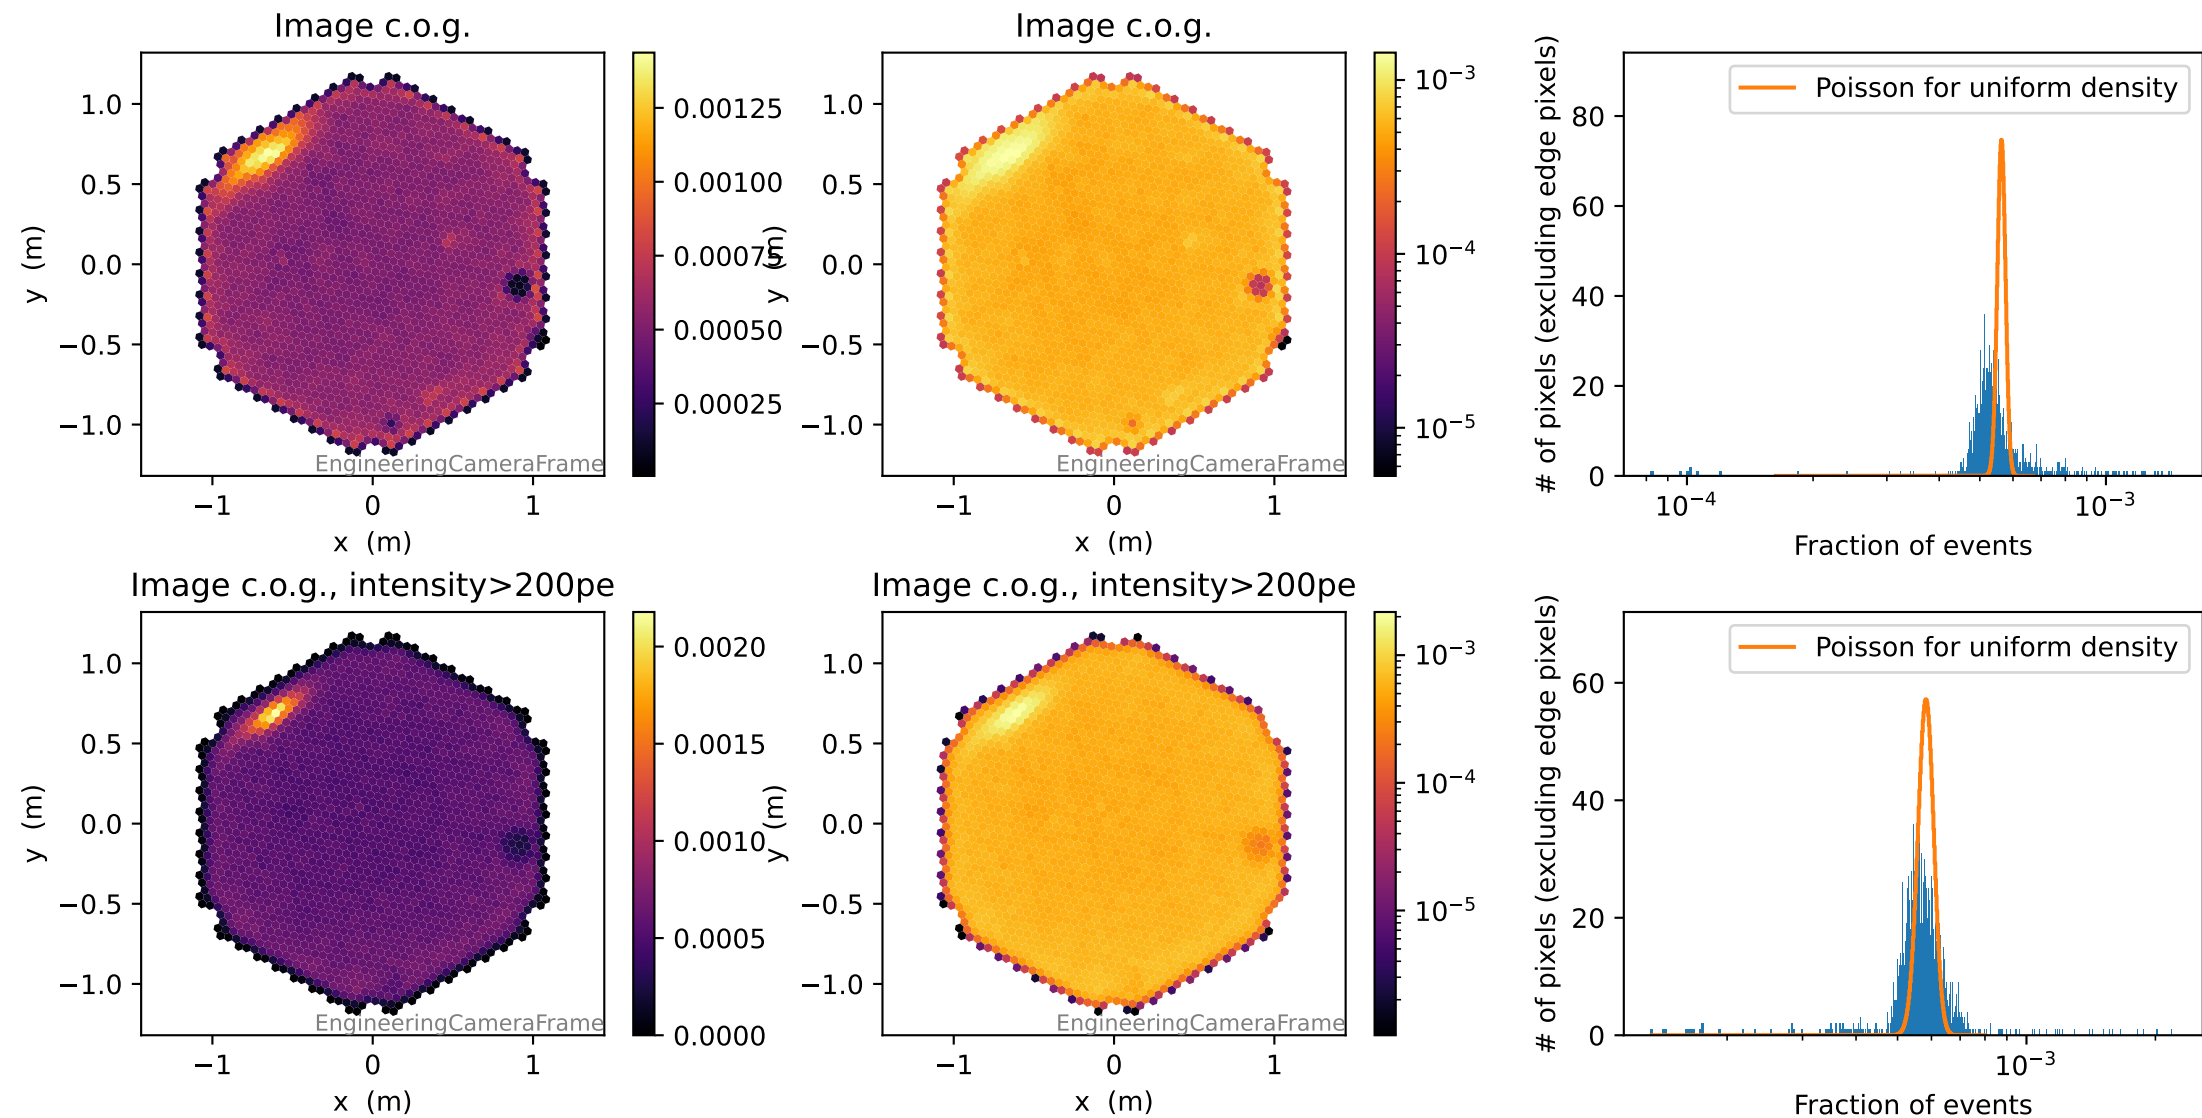 Image c.o.g.
y (m)
1.0
0.5
0.0
−0.5
−1.0
EngineeringCameraFrame
−1 0 1
x (m)
0.00125
0.00100
0.00075
0.00050
0.00025
Image c.o.g.
y (m)
1.0
0.5
0.0
−0.5
−1.0
EngineeringCameraFrame
−1 0 1
x (m)
10⁻³
10⁻⁴
10⁻⁵
# of pixels (excluding edge pixels)
80
60
40
20
0
Poisson for uniform density
10⁻⁴ 10⁻³
Fraction of events
Image c.o.g., intensity>200pe
y (m)
1.0
0.5
0.0
−0.5
−1.0
EngineeringCameraFrame
−1 0 1
x (m)
0.0020
0.0015
0.0010
0.0005
0.0000
Image c.o.g., intensity>200pe
y (m)
1.0
0.5
0.0
−0.5
−1.0
EngineeringCameraFrame
−1 0 1
x (m)
10⁻³
10⁻⁴
10⁻⁵
# of pixels (excluding edge pixels)
60
40
20
0
Poisson for uniform density
10⁻³
Fraction of events